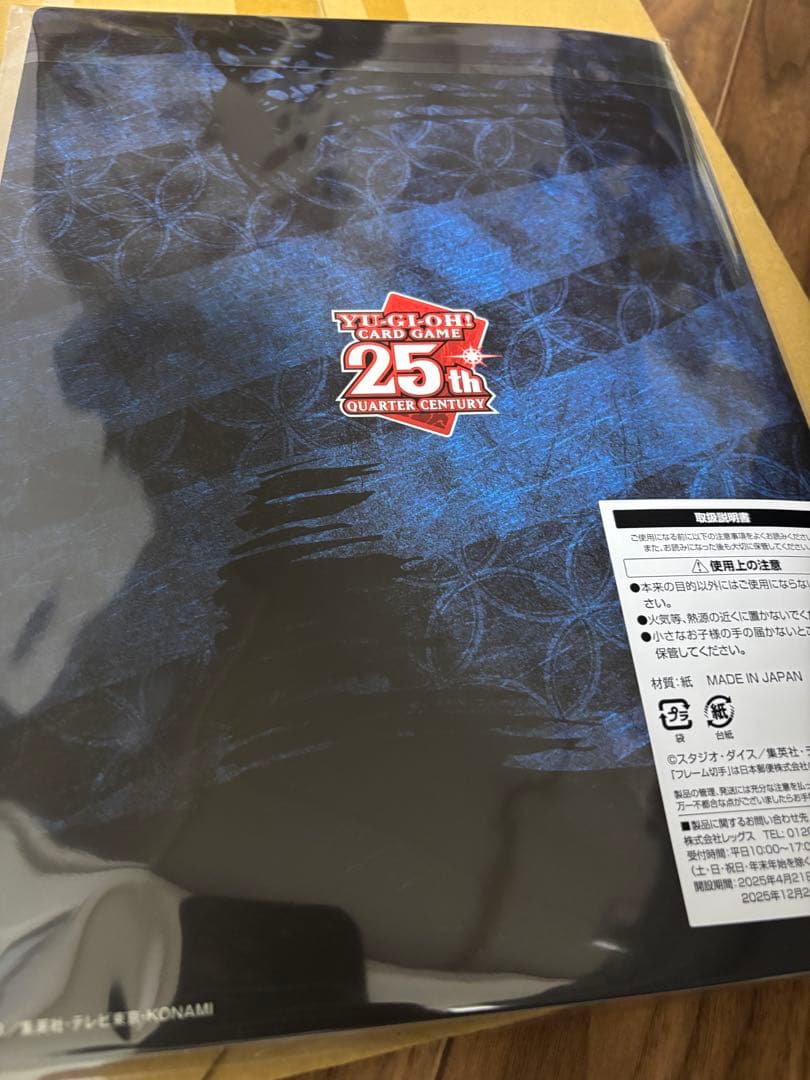 YU-GI-OH!
CARD GAME
25th
QUARTER CENTURY
取扱説明書
ご使用になる前に以下の注意事項をよくお読みくださ
また、お読みになった後も大切に保管してください
使用上の注意
●本来の目的以外にはご使用にならな
さい。
●火気等、熱源の近くに置かないでく
●小さなお子様の手の届かないとこ
保管してください。
材質:紙 MADE IN JAPAN
プラ 紙
袋 台紙
©スタジオ・ダイス/集英社・テ
「フレーム切手」は日本郵便株式会社
製品の管理、発送には充分な注意を払っ
万一不都合な点がございましたらお手
■製品に関するお問い合わせ先
株式会社レッグス TEL:012
受付時間:平日10:00~17:0
(土・日・祝日・年末年始を除く
開設期間:2025年4月21日
2025年12月2
/集英社・テレビ東京・KONAMI